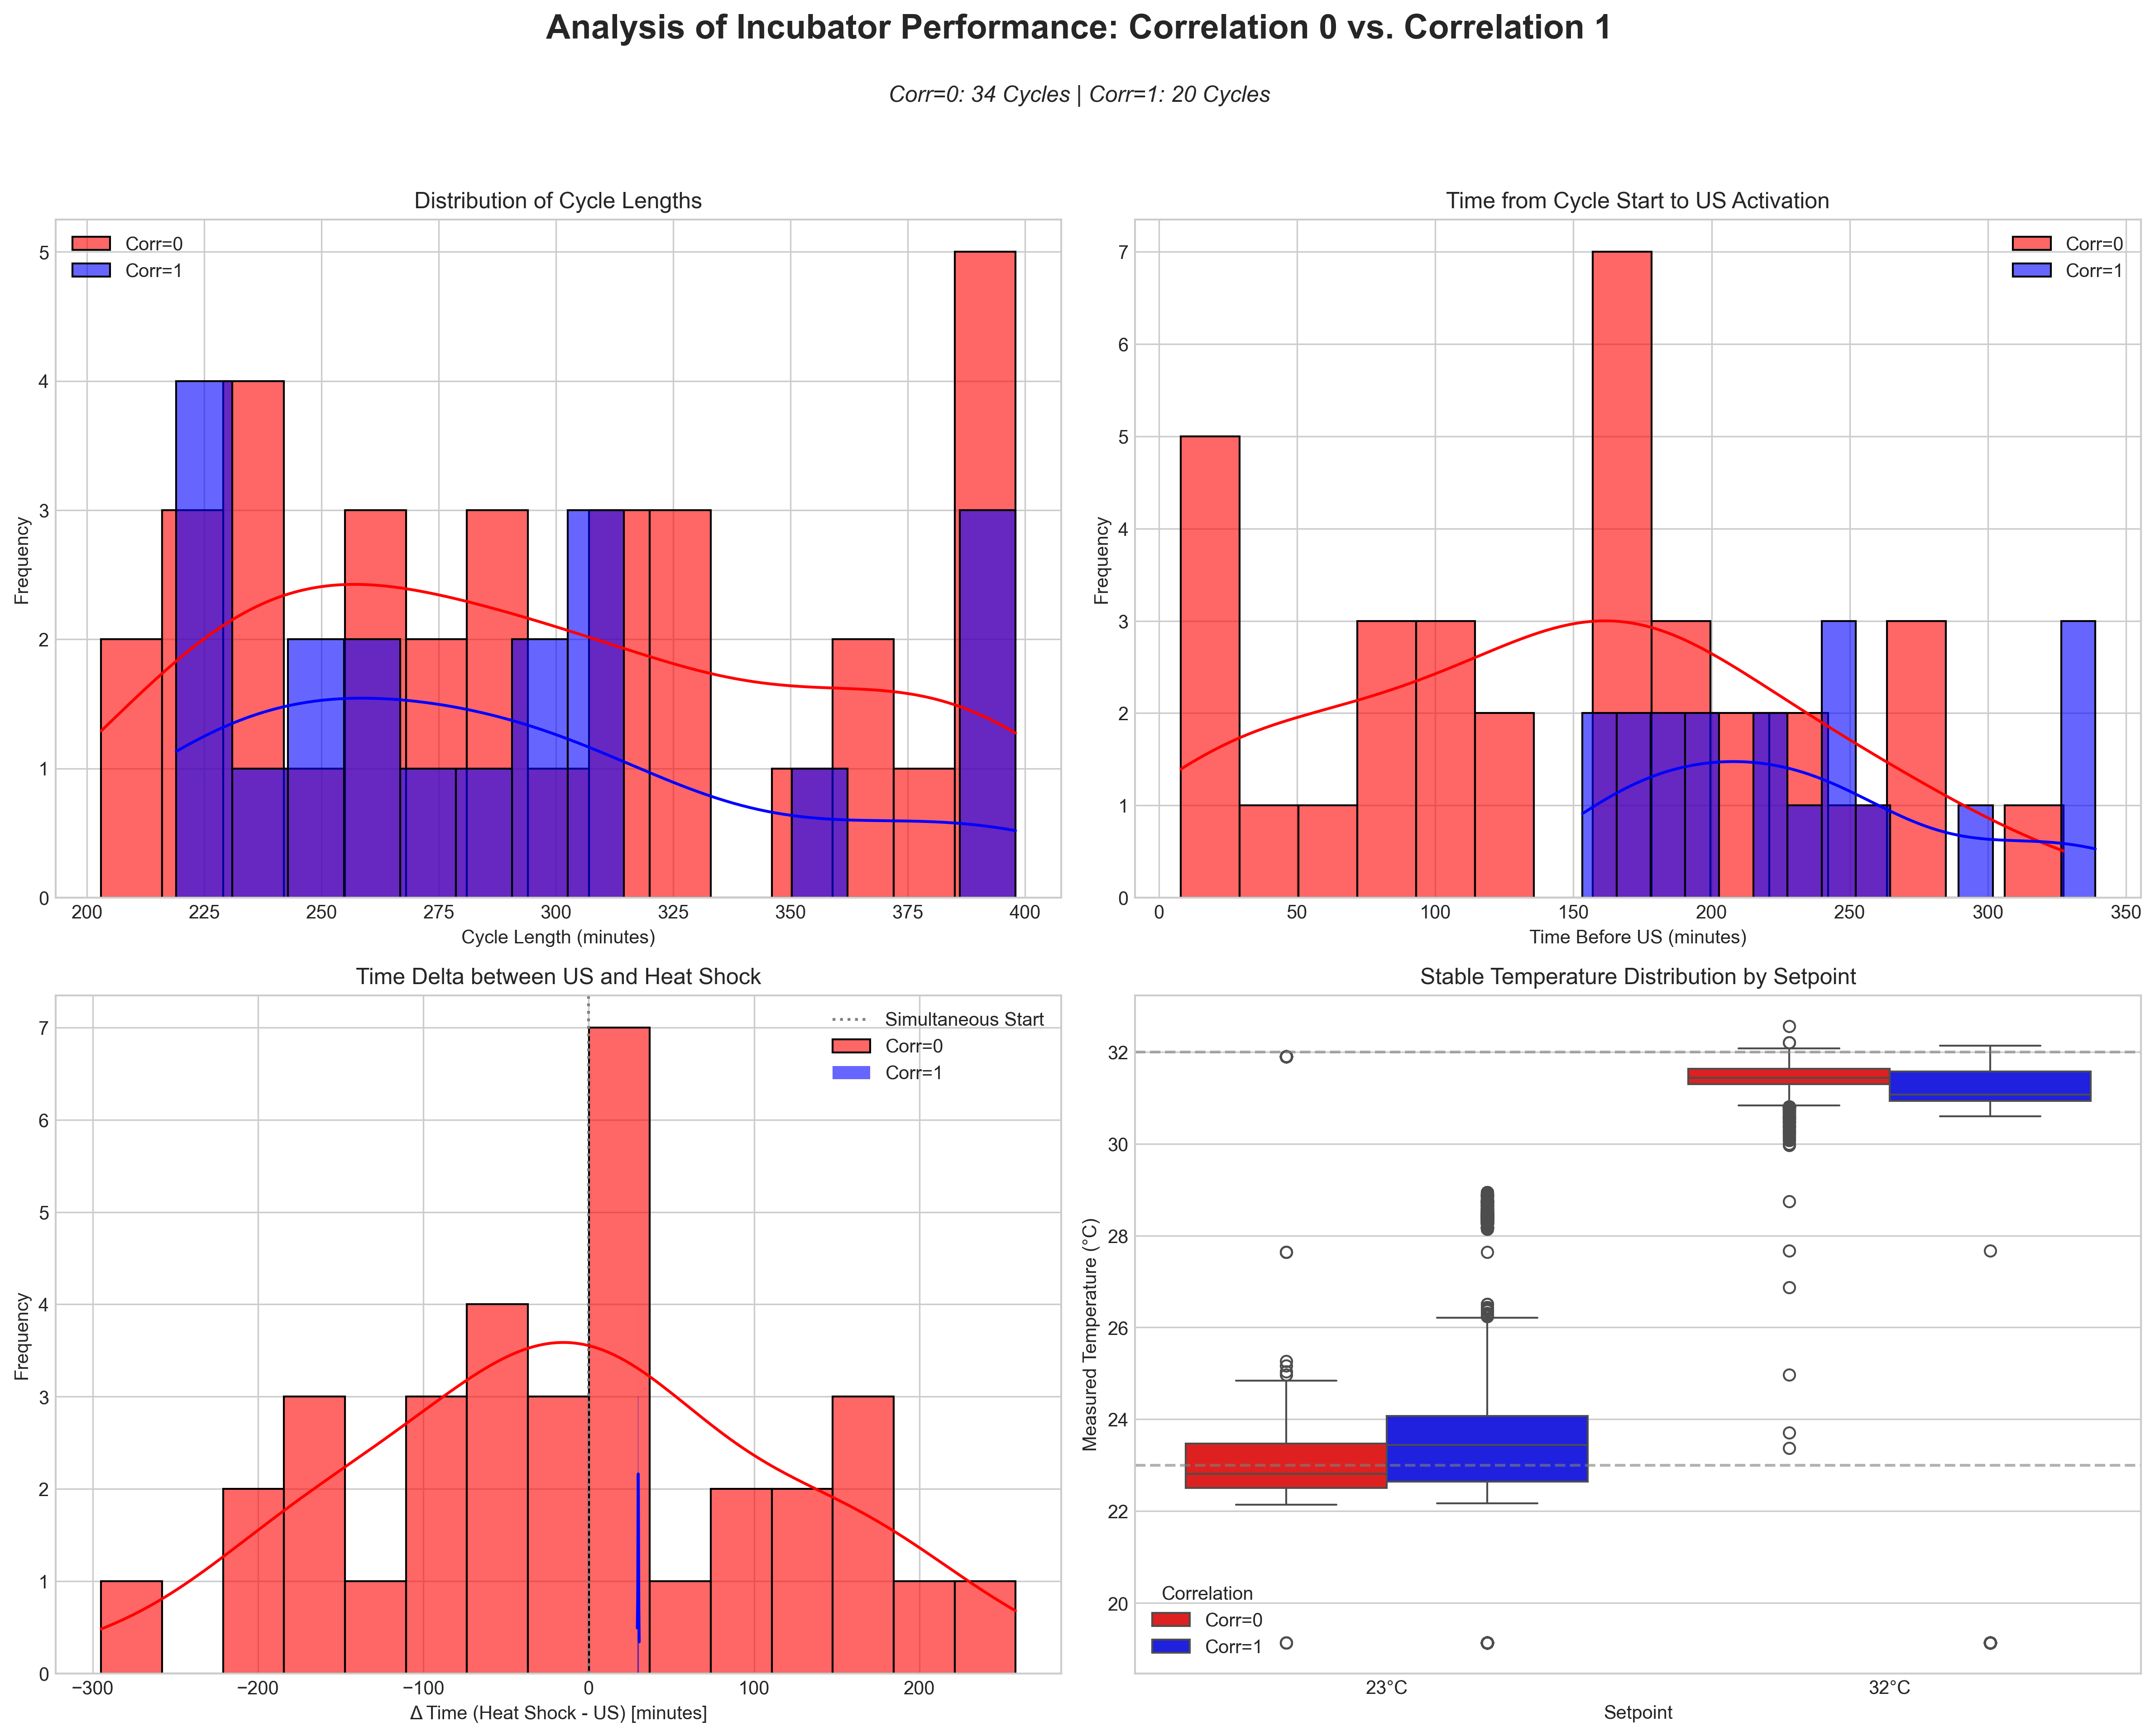 Analysis of Incubator Performance: Correlation 0 vs. Correlation 1
Corr=0: 34 Cycles | Corr=1: 20 Cycles
Distribution of Cycle Lengths
Corr=0
Corr=1
Frequency
5
4
3
2
1
0
200 225 250 275 300 325 350 375 400
Cycle Length (minutes)
Time from Cycle Start to US Activation
Corr=0
Corr=1
Frequency
7
6
5
4
3
2
1
0
0 50 100 150 200 250 300 350
Time Before US (minutes)
Time Delta between US and Heat Shock
Simultaneous Start
Corr=0
Corr=1
Frequency
7
6
5
4
3
2
1
0
−300 −200 −100 0 100 200
Δ Time (Heat Shock - US) [minutes]
Stable Temperature Distribution by Setpoint
Measured Temperature (°C)
32
30
28
26
24
22
20
Correlation
Corr=0
Corr=1
23°C 32°C
Setpoint